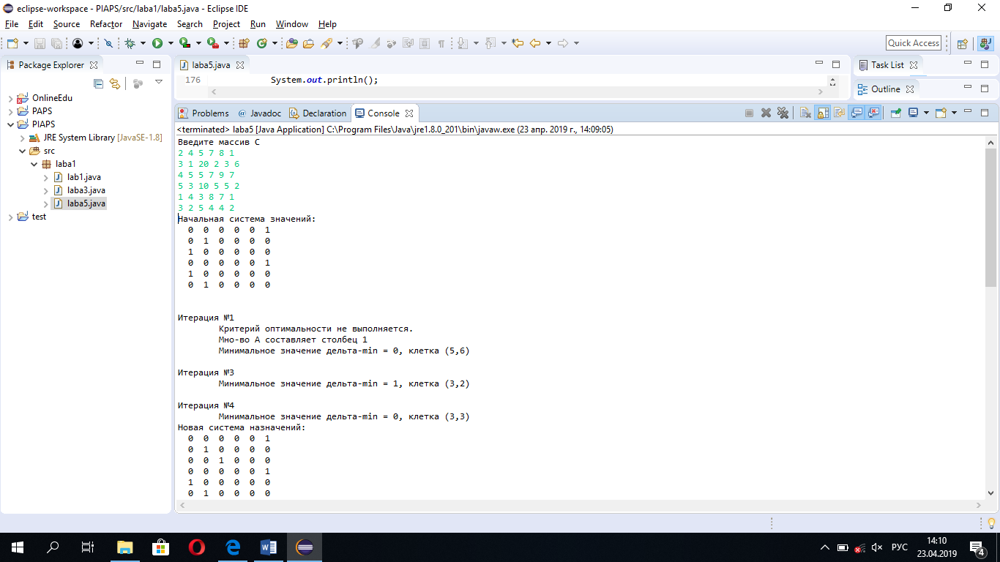 eclipse-workspace - PIAPS/src/laba1/laba5.java - Eclipse IDE
File Edit Source Refactor Navigate Search Project Run Window Help
Quick Access
Package Explorer
OnlineEdu
PAPS
PIAPS
JRE System Library [JavaSE-1.8]
src
laba1
lab1.java
laba3.java
laba5.java
test
laba5.java
176 System.out.println();
Task List
Outline
Problems @ Javadoc Declaration Console
<terminated> laba5 [Java Application] C:\Program Files\Java\jre1.8.0_201\bin\javaw.exe (23 апр. 2019 г., 14:09:05)
Введите массив C
2 4 5 7 8 1
3 1 20 2 3 6
4 5 5 7 9 7
5 3 10 5 5 2
1 4 3 8 7 1
3 2 5 4 4 2
Начальная система значений:
0 0 0 0 0 1
0 1 0 0 0 0
1 0 0 0 0 0
0 0 0 0 0 1
1 0 0 0 0 0
0 1 0 0 0 0
Итерация №1
Критерий оптимальности не выполняется.
Мно-во A составляет столбец 1
Минимальное значение дельта-min = 0, клетка (5,6)
Итерация №3
Минимальное значение дельта-min = 1, клетка (3,2)
Итерация №4
Минимальное значение дельта-min = 0, клетка (3,3)
Новая система назначений:
0 0 0 0 0 1
0 1 0 0 0 0
0 0 1 0 0 0
0 0 0 0 0 1
1 0 0 0 0 0
0 1 0 0 0 0
РУС
14:10
23.04.2019
4